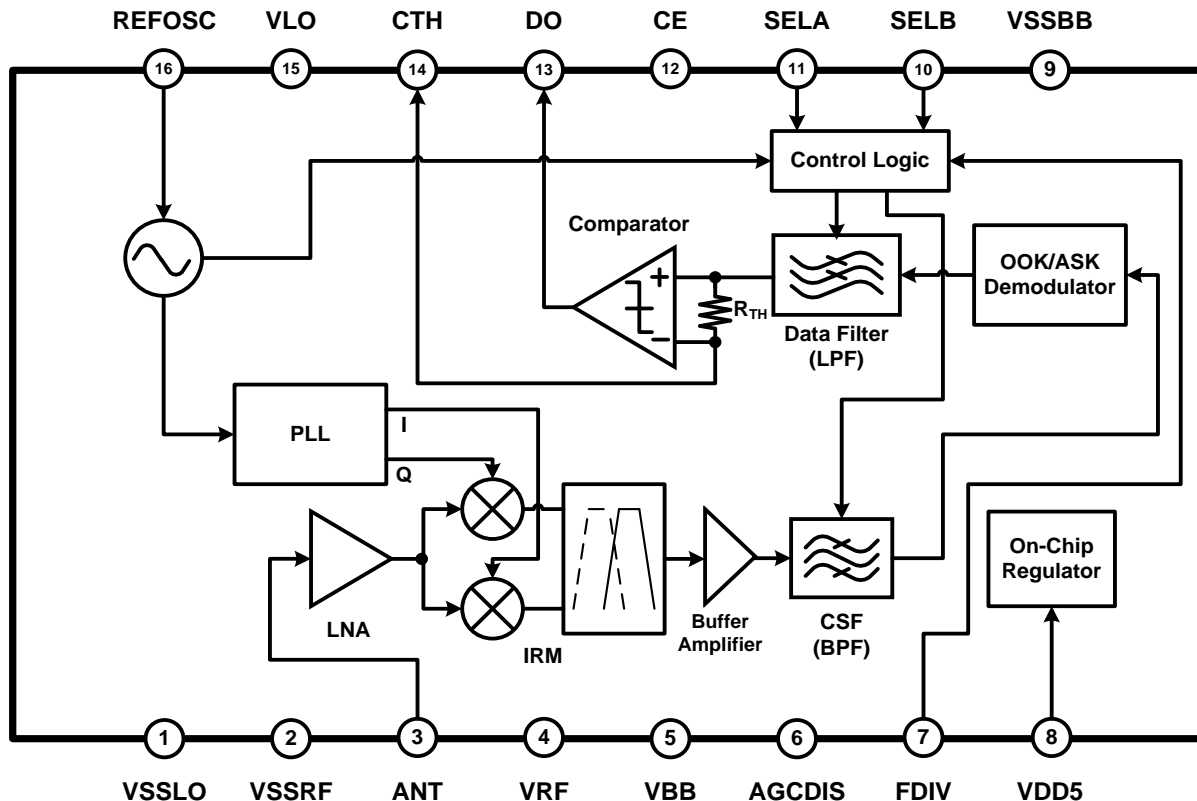 REFOSC VLO CTH DO CE SELA SELB VSSBB
16 15 14 13 12 11 10 9
Control Logic
Comparator
+
−
R_TH
Data Filter
(LPF)
OOK/ASK
Demodulator
PLL
I
Q
LNA
IRM
Buffer
Amplifier
CSF
(BPF)
On-Chip
Regulator
1 2 3 4 5 6 7 8
VSSLO VSSRF ANT VRF VBB AGCDIS FDIV VDD5